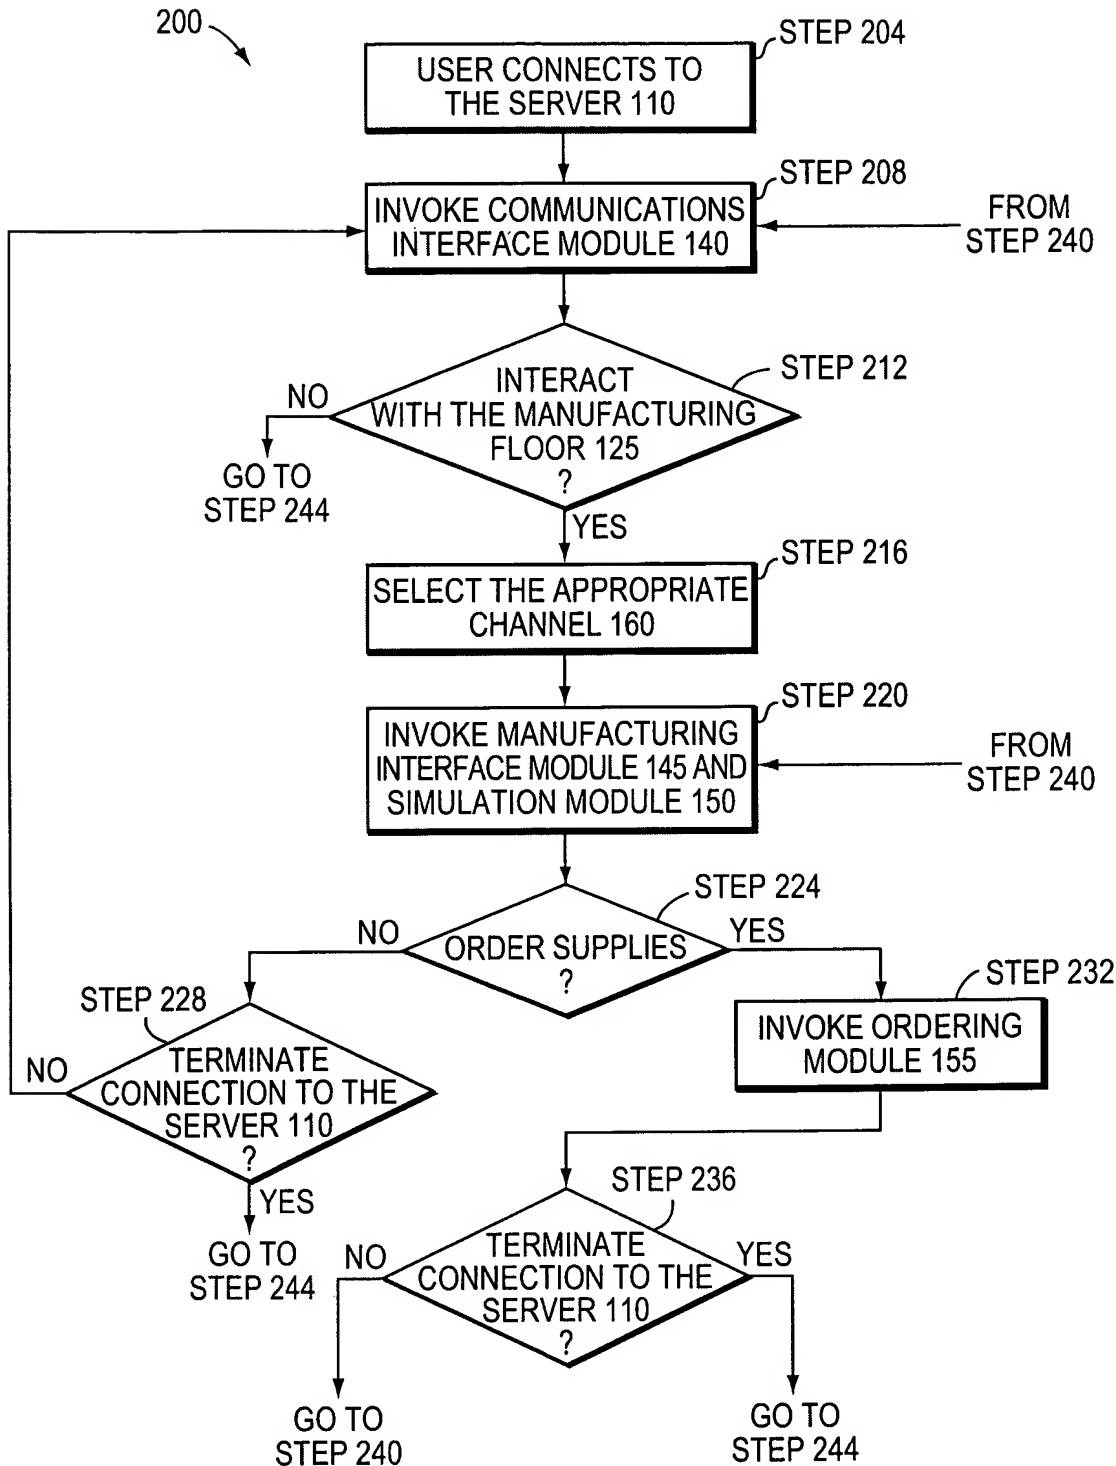 200
STEP 204
USER CONNECTS TO
THE SERVER 110
STEP 208
INVOKE COMMUNICATIONS
INTERFACE MODULE 140
FROM
STEP 240
STEP 212
INTERACT
WITH THE MANUFACTURING
FLOOR 125
?
NO
GO TO
STEP 244
YES
STEP 216
SELECT THE APPROPRIATE
CHANNEL 160
STEP 220
INVOKE MANUFACTURING
INTERFACE MODULE 145 AND
SIMULATION MODULE 150
FROM
STEP 240
STEP 224
NO
ORDER SUPPLIES
?
YES
STEP 228
TERMINATE
CONNECTION TO THE
SERVER 110
?
NO
YES
GO TO
STEP 244
STEP 232
INVOKE ORDERING
MODULE 155
STEP 236
TERMINATE
CONNECTION TO THE
SERVER 110
?
NO
YES
GO TO
STEP 240
GO TO
STEP 244